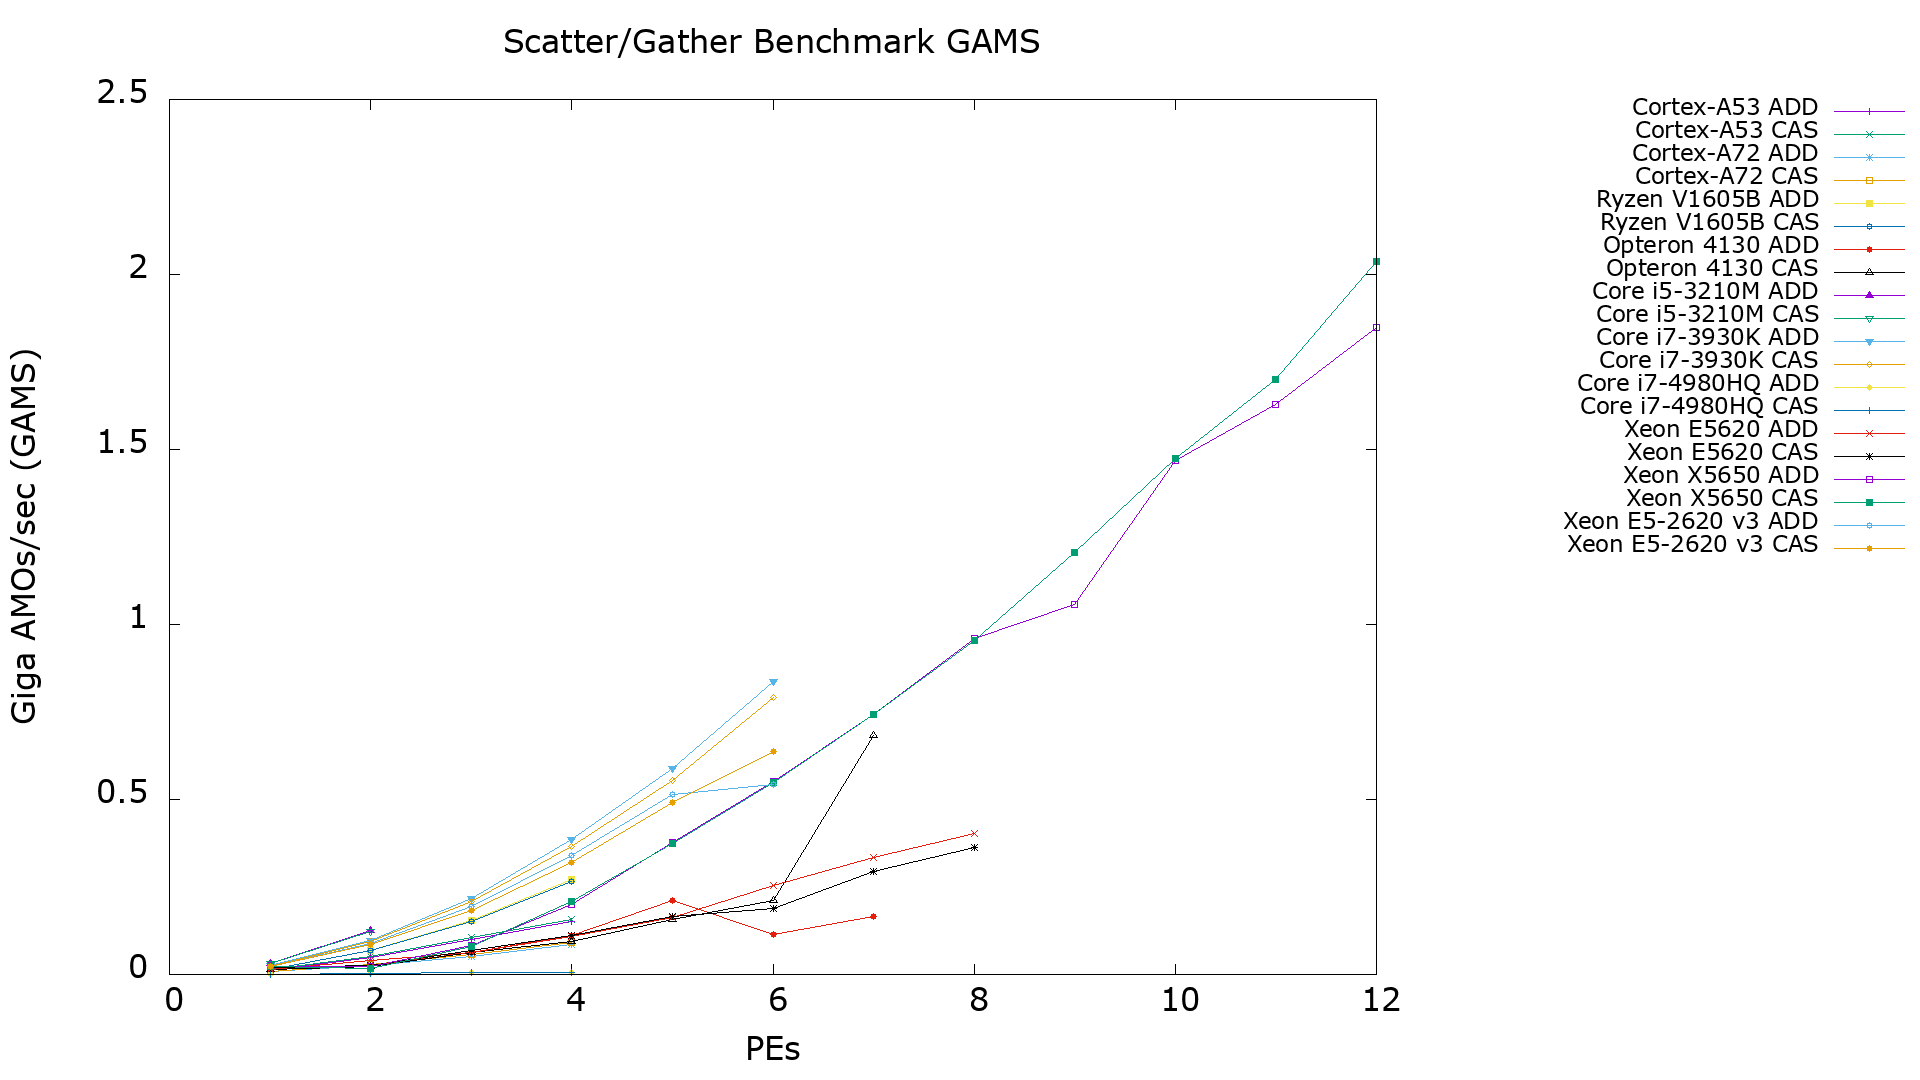 Scatter/Gather Benchmark GAMS
2.5
2
1.5
1
0.5
0
Giga AMOs/sec (GAMS)
0 2 4 6 8 10 12
PEs
Cortex-A53 ADD
Cortex-A53 CAS
Cortex-A72 ADD
Cortex-A72 CAS
Ryzen V1605B ADD
Ryzen V1605B CAS
Opteron 4130 ADD
Opteron 4130 CAS
Core i5-3210M ADD
Core i5-3210M CAS
Core i7-3930K ADD
Core i7-3930K CAS
Core i7-4980HQ ADD
Core i7-4980HQ CAS
Xeon E5620 ADD
Xeon E5620 CAS
Xeon X5650 ADD
Xeon X5650 CAS
Xeon E5-2620 v3 ADD
Xeon E5-2620 v3 CAS